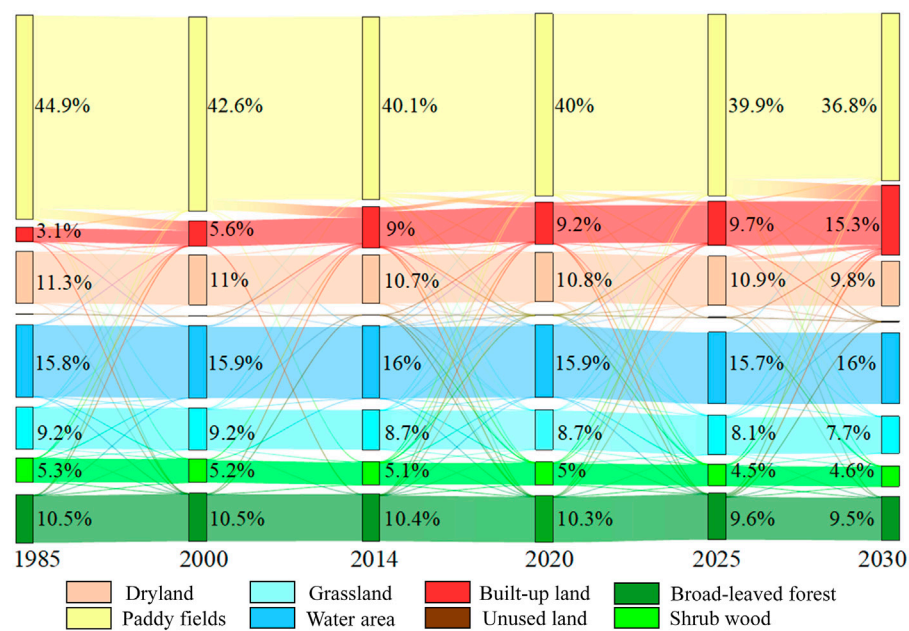 44.9% 42.6% 40.1% 40% 39.9% 36.8%
3.1% 5.6% 9% 9.2% 9.7% 15.3%
11.3% 11% 10.7% 10.8% 10.9% 9.8%
15.8% 15.9% 16% 15.9% 15.7% 16%
9.2% 9.2% 8.7% 8.7% 8.1% 7.7%
5.3% 5.2% 5.1% 5% 4.5% 4.6%
10.5% 10.5% 10.4% 10.3% 9.6% 9.5%
1985 2000 2014 2020 2025 2030
Dryland Grassland Built-up land Broad-leaved forest
Paddy fields Water area Unused land Shrub wood